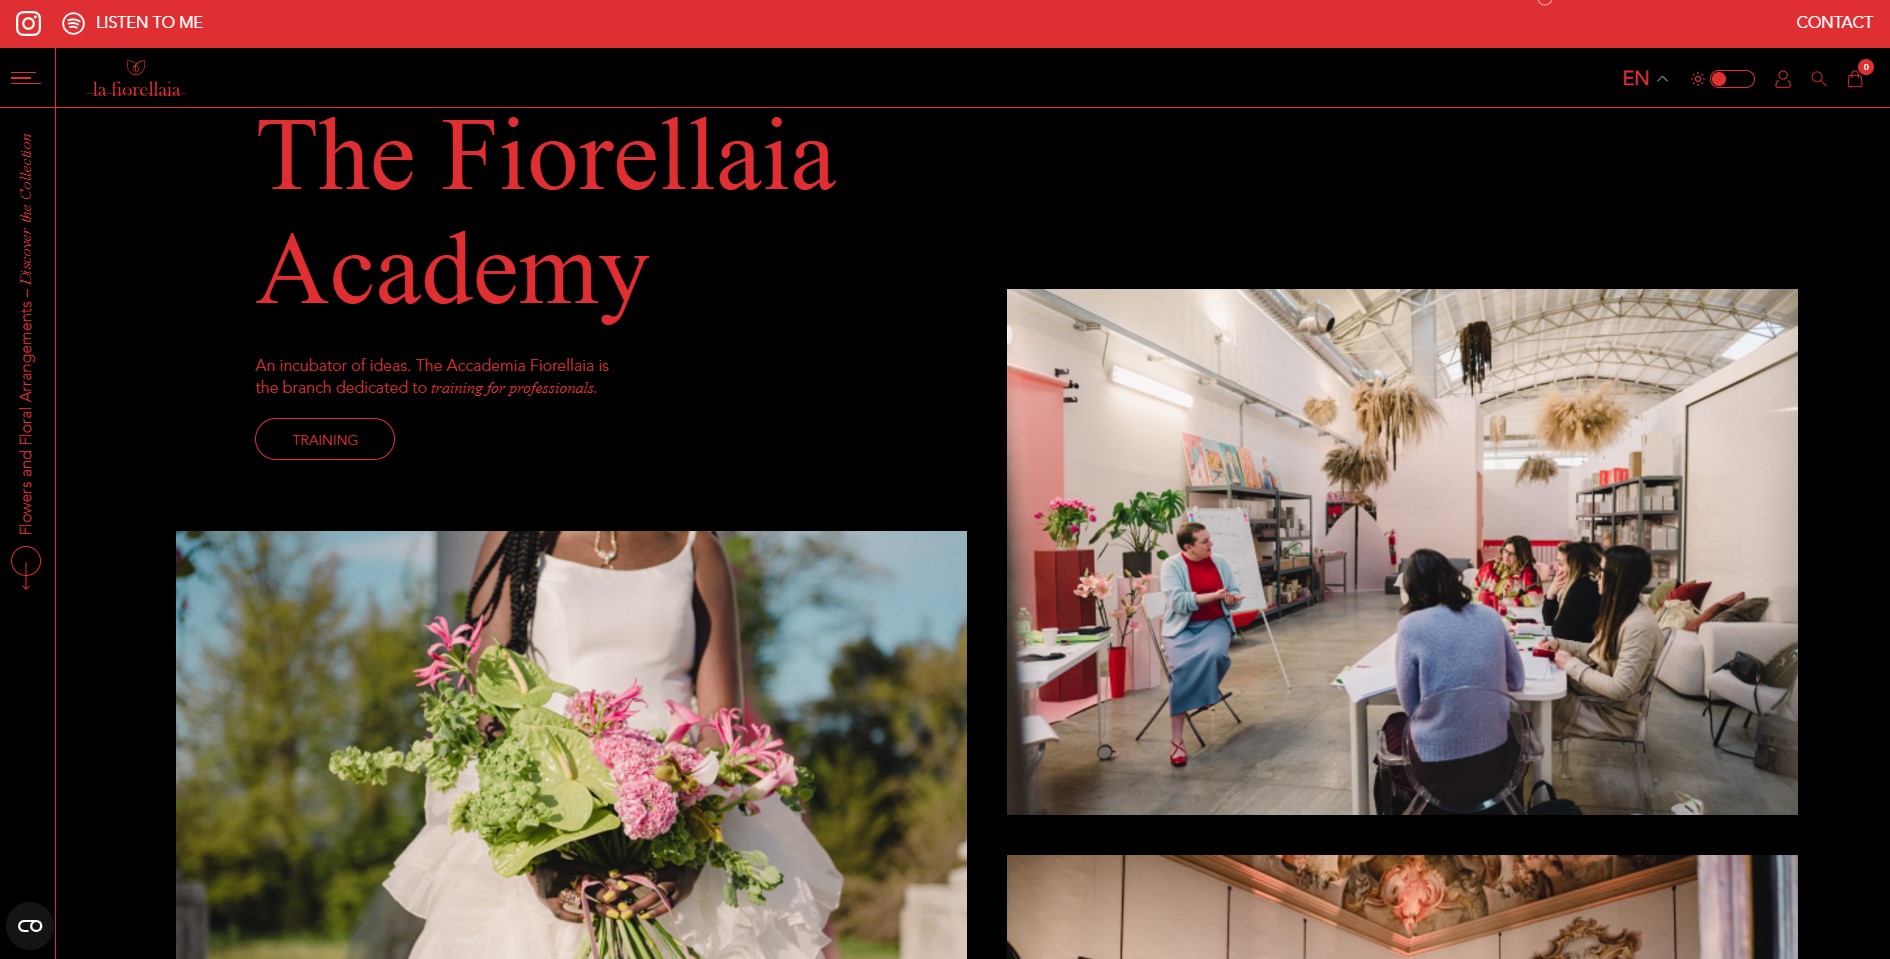 LISTEN TO ME
CONTACT
la fiorellaia
EN
0
Flowers and Floral Arrangements – Discover the Collection
The Fiorellaia
Academy
An incubator of ideas. The Accademia Fiorellaia is
the branch dedicated to training for professionals.
TRAINING